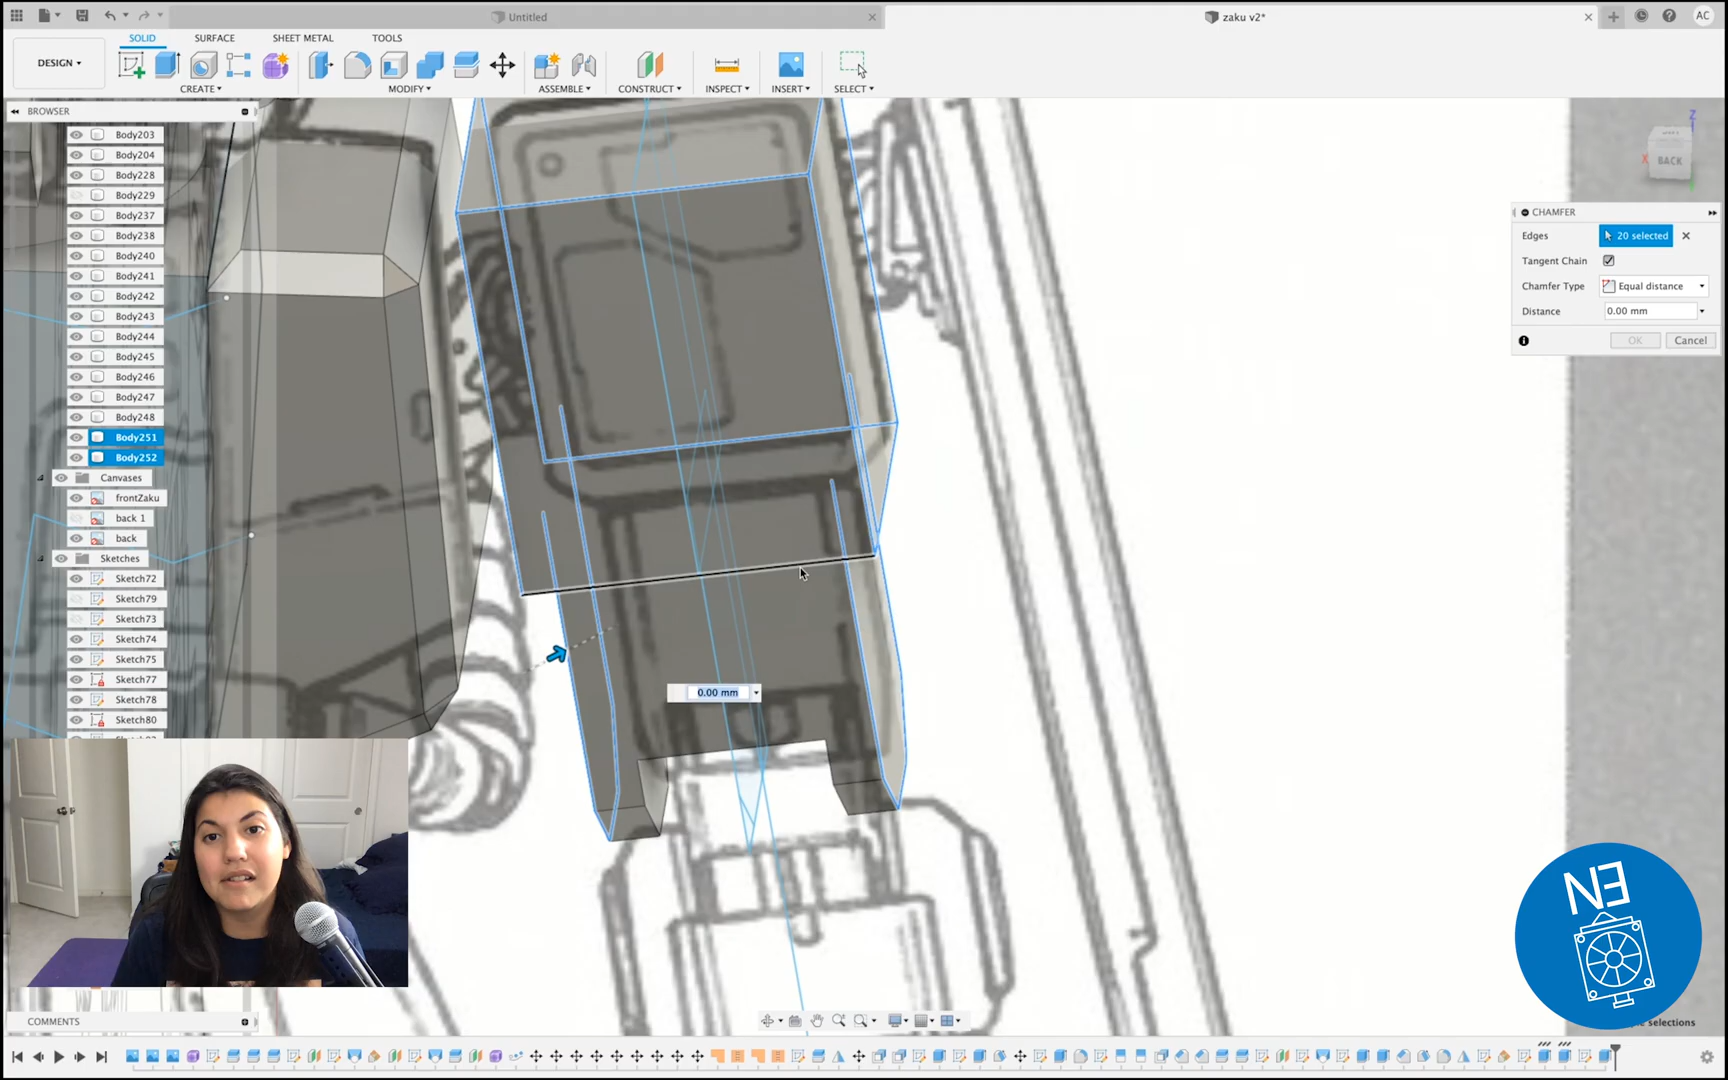 Untitled
zaku v2*
AC
DESIGN
SOLID
SURFACE
SHEET METAL
TOOLS
CREATE
MODIFY
ASSEMBLE
CONSTRUCT
INSPECT
INSERT
SELECT
BROWSER
Body203
Body204
Body228
Body229
Body237
Body238
Body240
Body241
Body242
Body243
Body244
Body245
Body246
Body247
Body248
Body251
Body252
Canvases
frontZaku
back 1
back
Sketches
Sketch72
Sketch79
Sketch73
Sketch74
Sketch75
Sketch77
Sketch78
Sketch80
Z
X
BACK
CHAMFER
Edges
20 selected
Tangent Chain
Chamfer Type
Equal distance
Distance
0.00 mm
OK
Cancel
0.00 mm
selections
COMMENTS